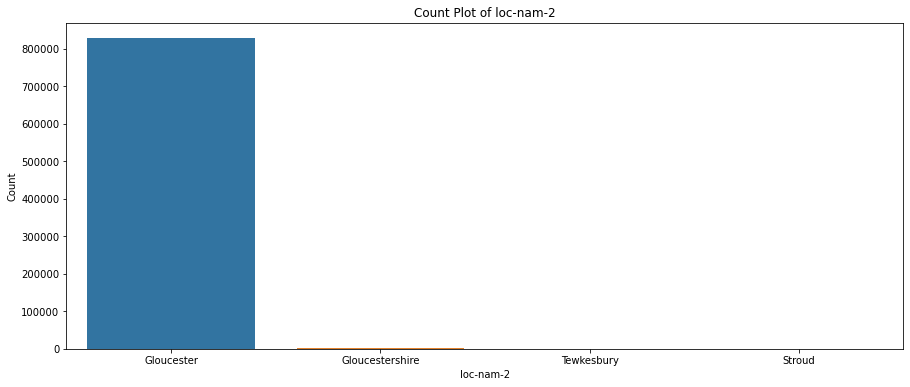 Count Plot of loc-nam-2
800000
700000
600000
500000
400000
300000
200000
100000
0
Count
Gloucester Gloucestershire Tewkesbury Stroud
loc-nam-2